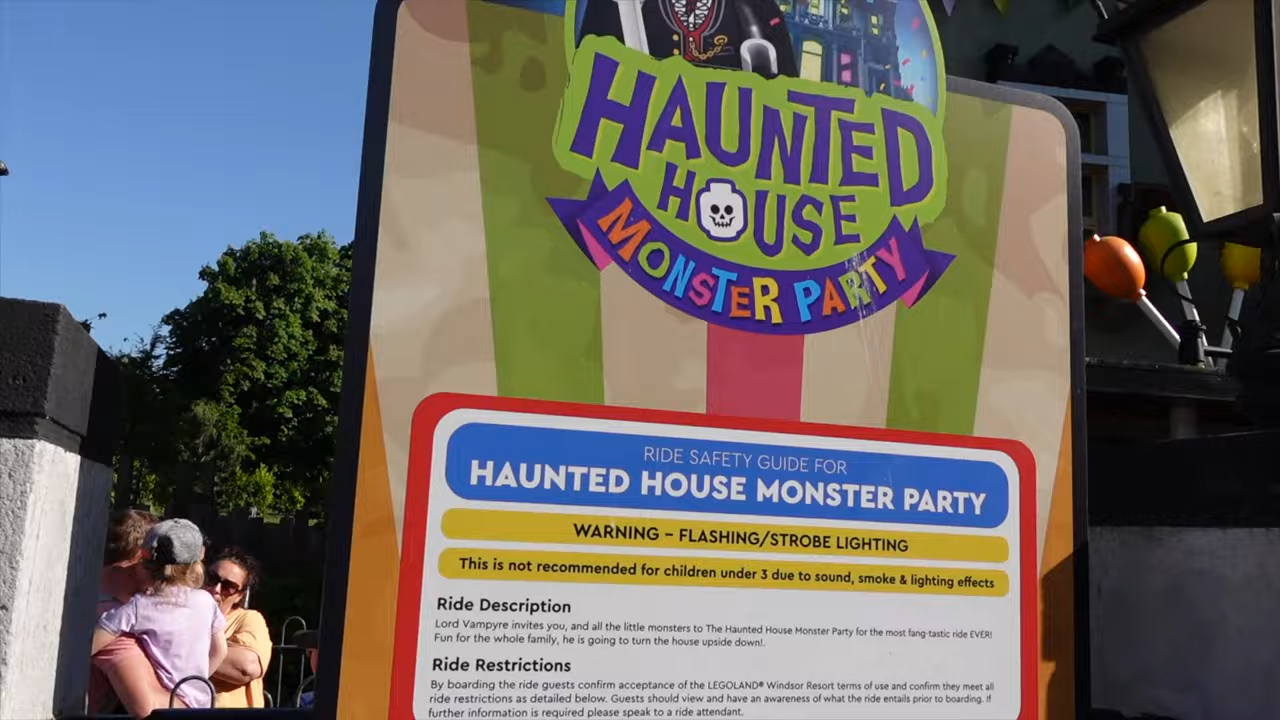 HAUNTED
HOUSE
MONSTER PARTY
RIDE SAFETY GUIDE FOR
HAUNTED HOUSE MONSTER PARTY
WARNING – FLASHING/STROBE LIGHTING
This is not recommended for children under 3 due to sound, smoke & lighting effects
Ride Description
Lord Vampyre invites you, and all the little monsters to The Haunted House Monster Party for the most fang-tastic ride EVER!
Fun for the whole family, he is going to turn the house upside down!.
Ride Restrictions
By boarding the ride guests confirm acceptance of the LEGOLAND® Windsor Resort terms of use and confirm they meet all
ride restrictions as detailed below. Guests should view and have an awareness of what the ride entails prior to boarding. If
further information is required please speak to a ride attendant.